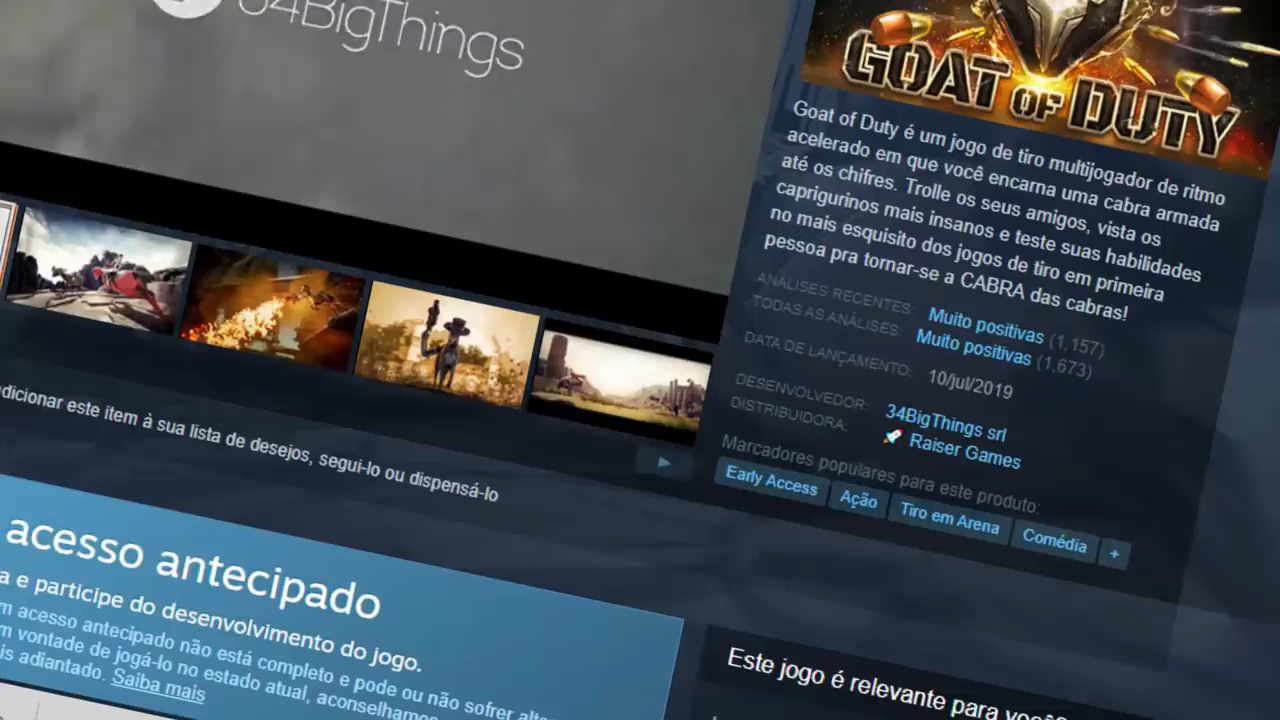 34BigThings
GOAT OF DUTY
Goat of Duty é um jogo de tiro multijogador de ritmo
acelerado em que você encarna uma cabra armada
até os chifres. Trolle os seus amigos, vista os
caprigurinos mais insanos e teste suas habilidades
no mais esquisito dos jogos de tiro em primeira
pessoa pra tornar-se a CABRA das cabras!
ANÁLISES RECENTES: Muito positivas (1,157)
TODAS AS ANÁLISES: Muito positivas (1,673)
DATA DE LANÇAMENTO: 10/jul/2019
DESENVOLVEDOR: 34BigThings srl
DISTRIBUIDORA: Raiser Games
Marcadores populares para este produto:
Early Access Ação Tiro em Arena Comédia +
este item à sua lista de desejos, segui-lo ou dispensá-lo
acesso antecipado
e participe do desenvolvimento do jogo.
acesso antecipado não está completo e pode ou não sofrer
vontade de jogá-lo no estado atual,
adiantado. Saiba mais
Este jogo é relevante para